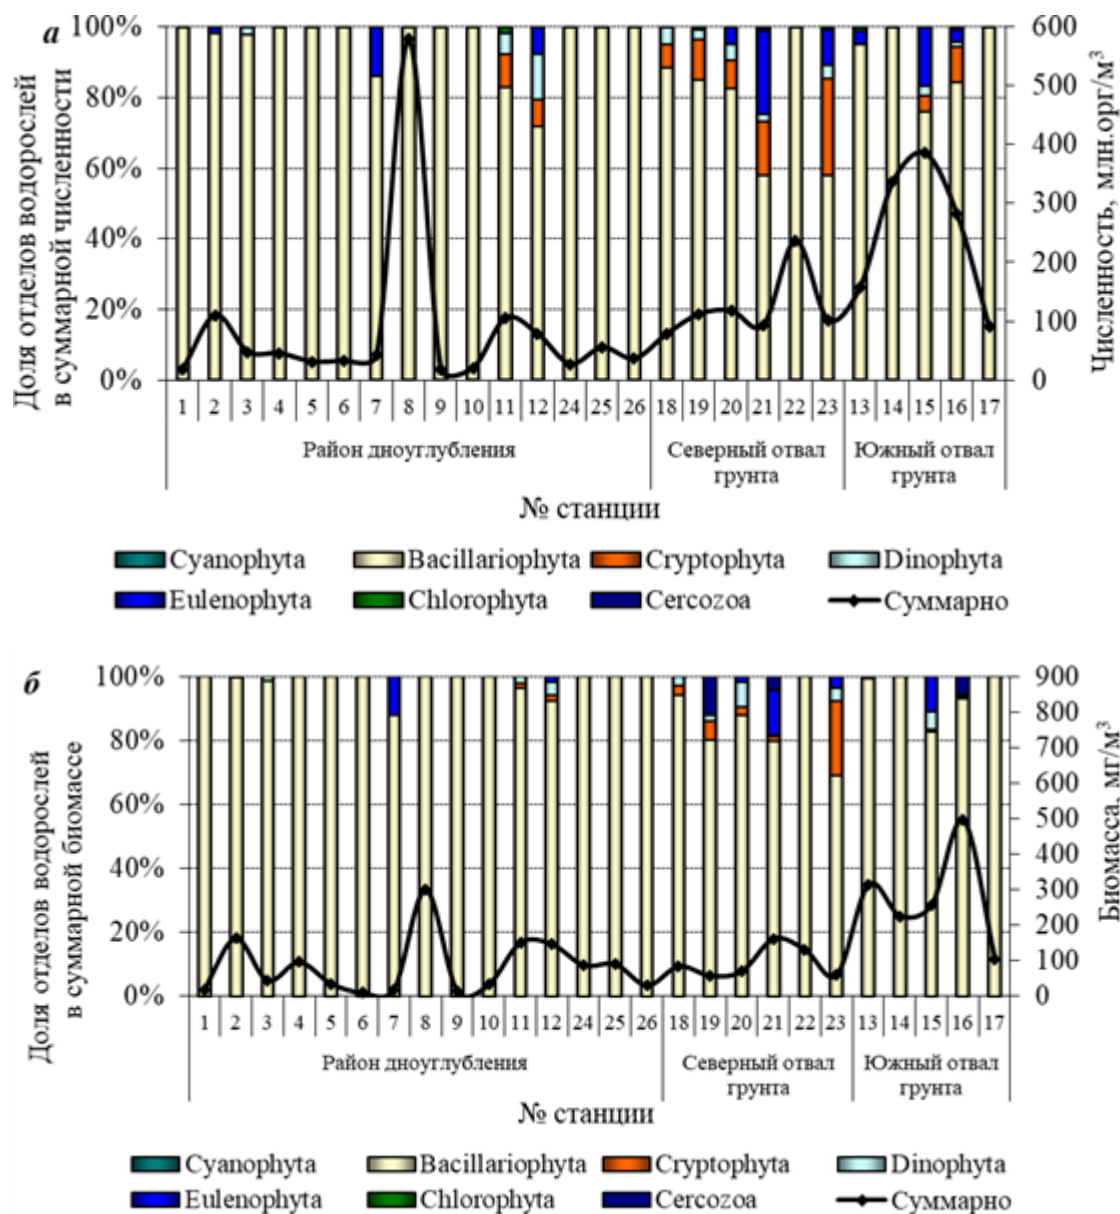 а
100%
80%
60%
40%
20%
0%
Доля отделов водорослей
в суммарной численности
600
500
400
300
200
100
0
Численность, млн.орг/м³
1 2 3 4 5 6 7 8 9 10 11 12 24 25 26 18 19 20 21 22 23 13 14 15 16 17
Район дноуглубления Северный отвал грунта Южный отвал грунта
№ станции
Cyanophyta Bacillariophyta Cryptophyta Dinophyta
Eulenophyta Chlorophyta Cercozoa Суммарно
б
100%
80%
60%
40%
20%
0%
Доля отделов водорослей
в суммарной биомассе
900
800
700
600
500
400
300
200
100
0
Биомасса, мг/м³
1 2 3 4 5 6 7 8 9 10 11 12 24 25 26 18 19 20 21 22 23 13 14 15 16 17
Район дноуглубления Северный отвал грунта Южный отвал грунта
№ станции
Cyanophyta Bacillariophyta Cryptophyta Dinophyta
Eulenophyta Chlorophyta Cercozoa Суммарно